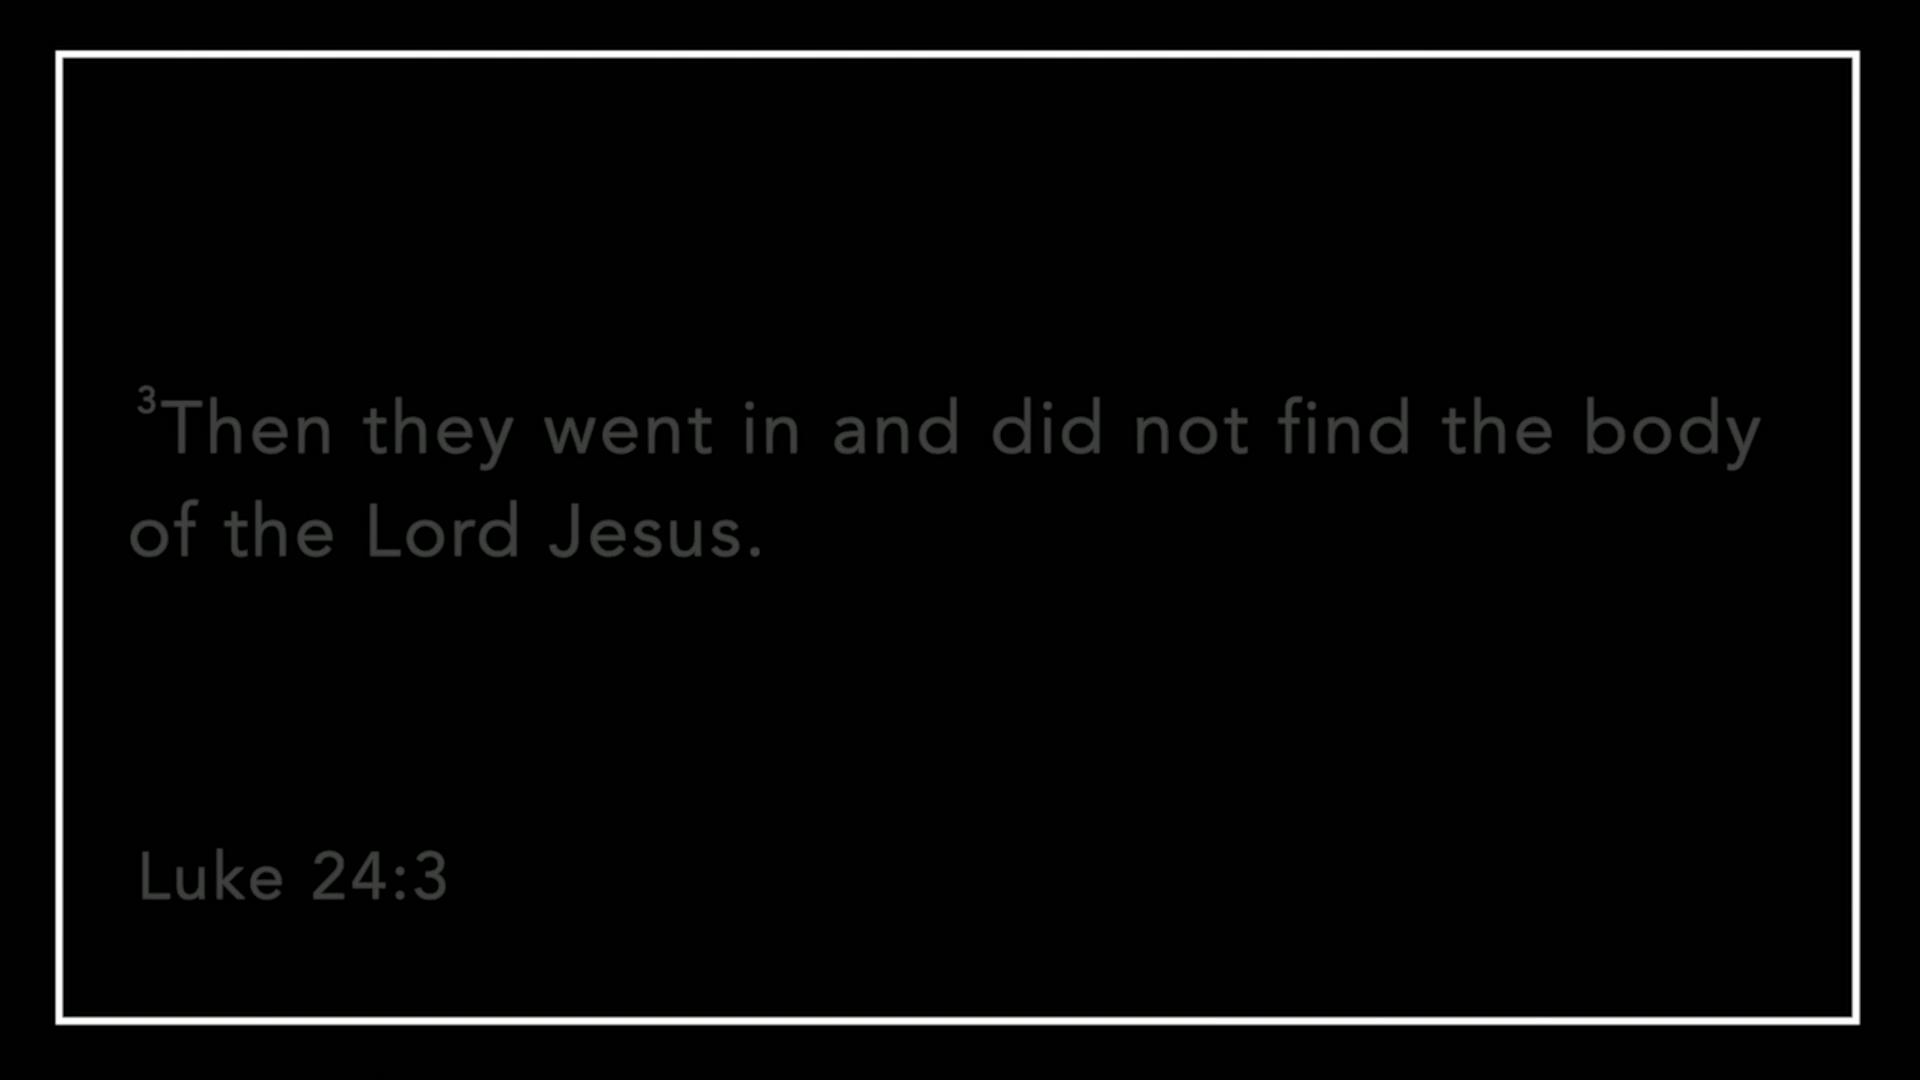 ³Then they went in and did not find the body
of the Lord Jesus.
Luke 24:3